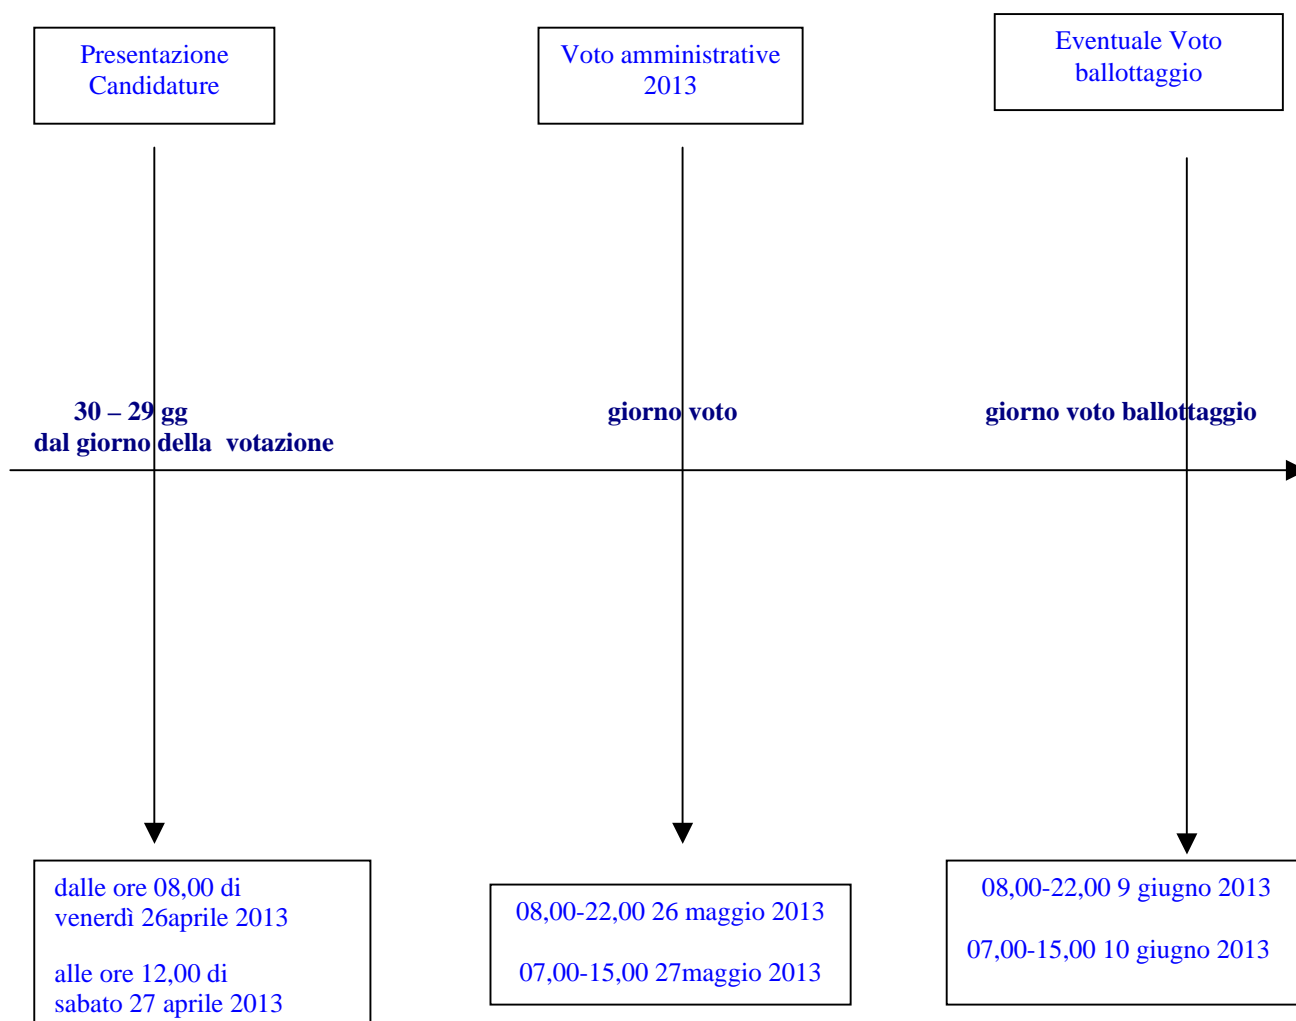 Presentazione
Candidature
Voto amministrative
2013
Eventuale Voto
ballottaggio
30 – 29 gg
dal giorno della votazione
giorno voto
giorno voto ballottaggio
dalle ore 08,00 di
venerdì 26aprile 2013
alle ore 12,00 di
sabato 27 aprile 2013
08,00-22,00 26 maggio 2013
07,00-15,00 27maggio 2013
08,00-22,00 9 giugno 2013
07,00-15,00 10 giugno 2013